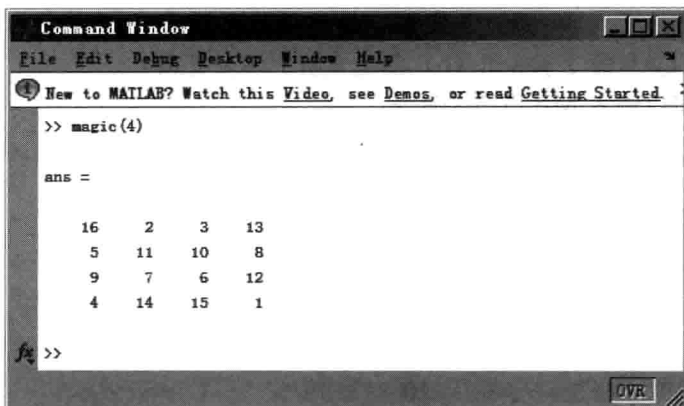 Command Window
File Edit Debug Desktop Window Help
New to MATLAB? Watch this Video, see Demos, or read Getting Started.
>> magic(4)
ans =
16 2 3 13
5 11 10 8
9 7 6 12
4 14 15 1
fx >>
OVR